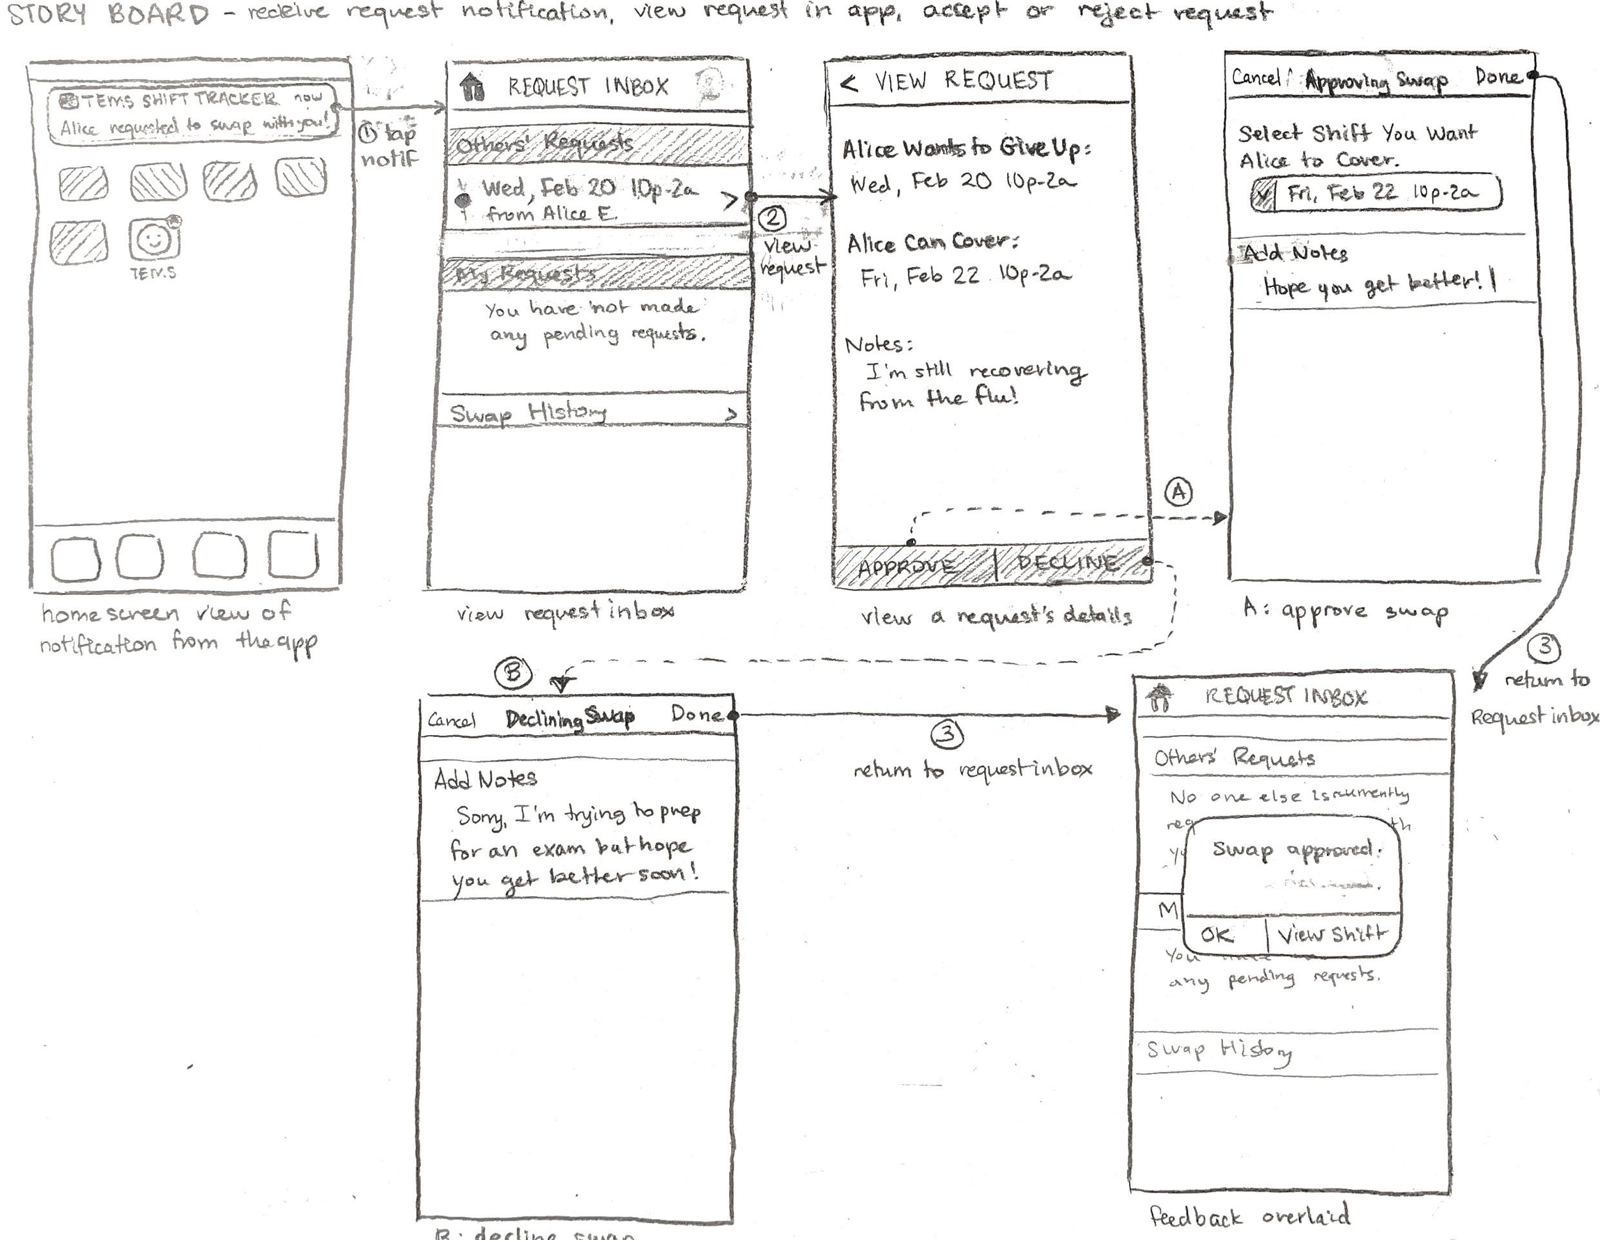 STORY BOARD - receive request notification, view request in app, accept or reject request
TEMS SHIFT TRACKER now
Alice requested to swap with you!
① tap
notif
TEMS
home screen view of
notification from the app
REQUEST INBOX
Others' Requests
Wed, Feb 20 10p-2a
from Alice E.
>
My Requests
You have not made
any pending requests.
Swap History >
view request inbox
② view
request
< VIEW REQUEST
Alice Wants to Give Up:
Wed, Feb 20 10p-2a
Alice Can Cover:
Fri, Feb 22 10p-2a
Notes:
I'm still recovering
from the flu!
APPROVE | DECLINE
view a request's details
Ⓐ
Cancel Approving Swap Done
Select Shift You Want
Alice to Cover.
Fri, Feb 22 10p-2a
Add Notes
Hope you get better!|
A: approve swap
③
return to
Request inbox
Ⓑ
Cancel Declining Swap Done
Add Notes
Sorry, I'm trying to prep
for an exam but hope
you get better soon!
B: decline swap
③
return to request inbox
REQUEST INBOX
Others' Requests
No one else is currently
req th
y
Swap approved.
M
OK | View Shift
You
any pending requests.
Swap History
feedback overlaid